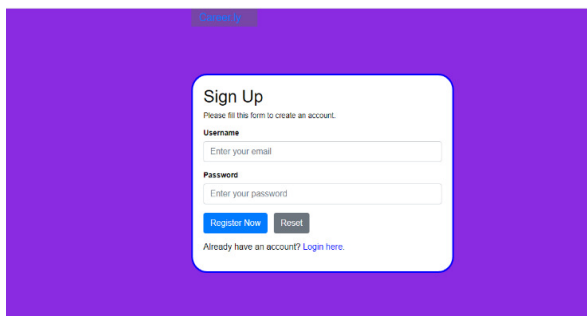 Sign Up
Please fill this form to create an account.
Username
Enter your email
Password
Enter your password
Register Now Reset
Already have an account? Login here.